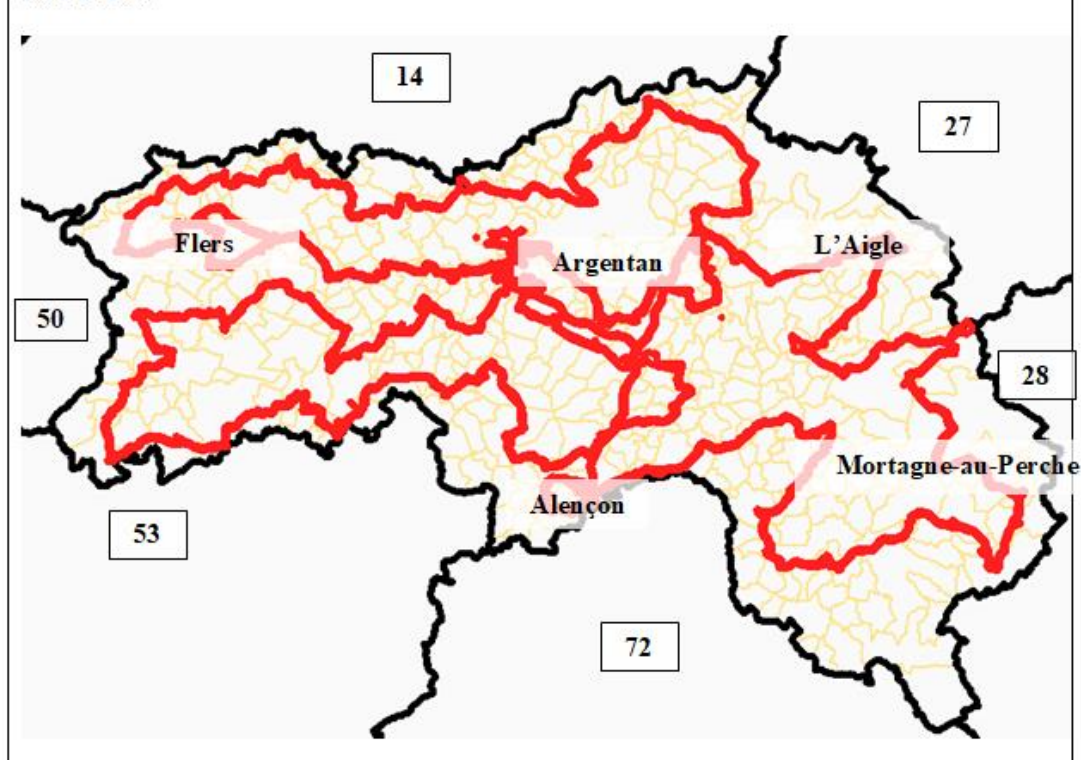 14
27
Flers
L’Aigle
Argentan
50
28
Mortagne-au-Perche
Alençon
53
72